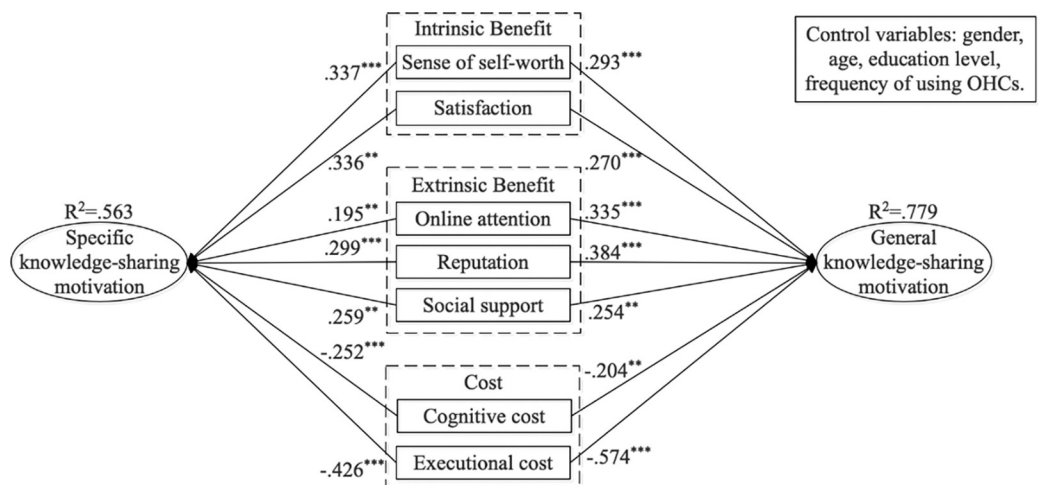 Intrinsic Benefit
Control variables: gender,
age, education level,
frequency of using OHCs.
.337***
Sense of self-worth
.293***
Satisfaction
.336**
.270***
Extrinsic Benefit
R²=.563
.195**
Online attention
.335***
R²=.779
Specific
knowledge-sharing
motivation
.299***
Reputation
.384***
General
knowledge-sharing
motivation
.259**
Social support
.254**
-.252***
-.204**
Cost
Cognitive cost
-.426***
Executional cost
-.574***